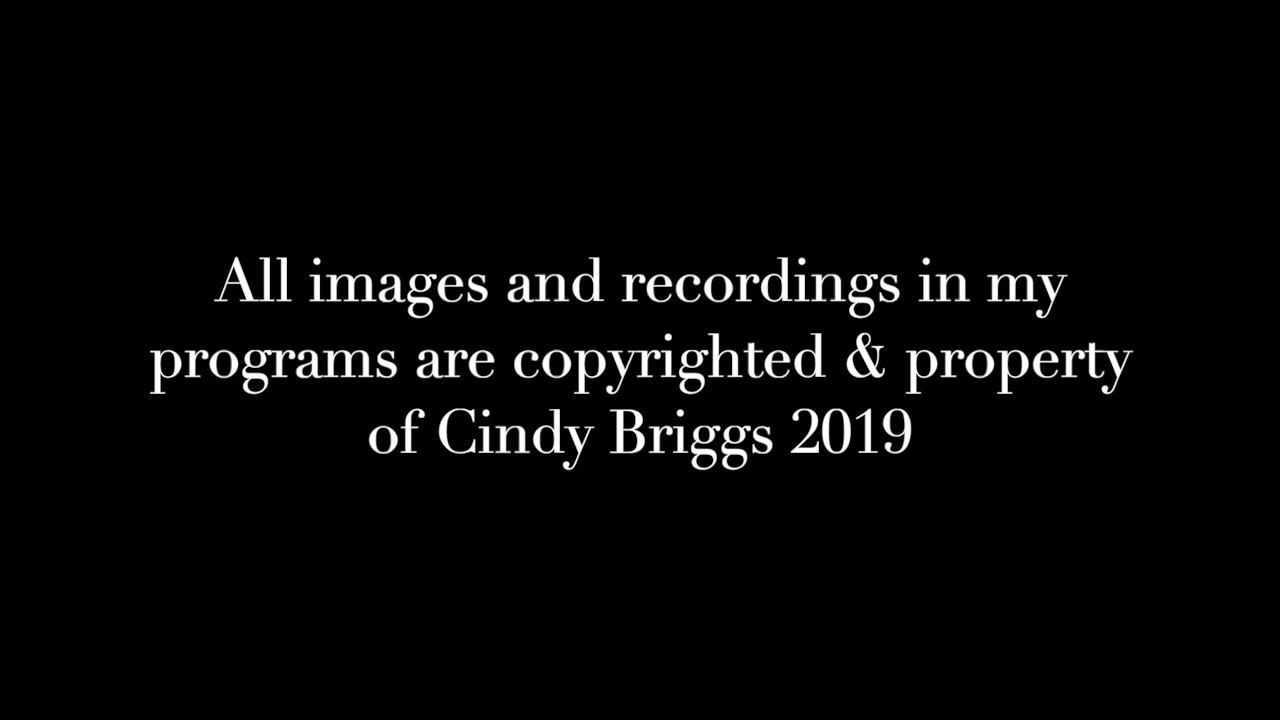 All images and recordings in my
programs are copyrighted & property
of Cindy Briggs 2019